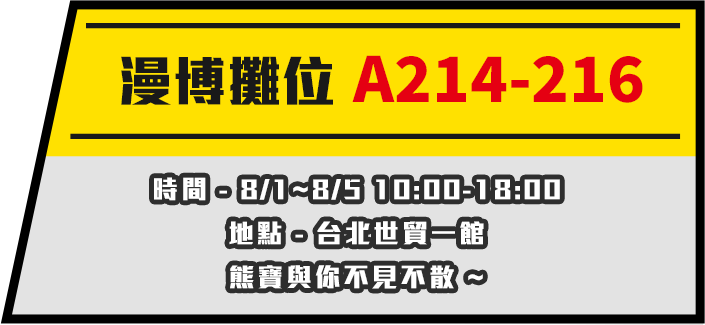 漫博攤位 A214-216
時間 - 8/1~8/5 10:00-18:00
地點 - 台北世貿一館
熊寶與你不見不散 ~